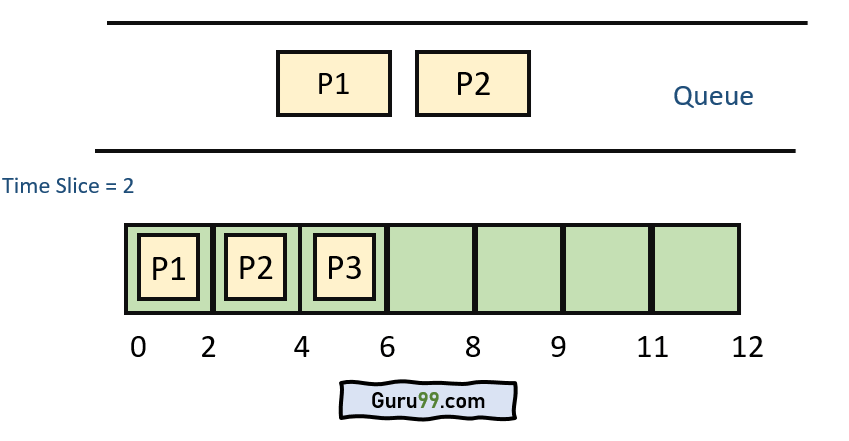 P1 P2 Queue
Time Slice = 2
P1 P2 P3
0 2 4 6 8 9 11 12
Guru99.com